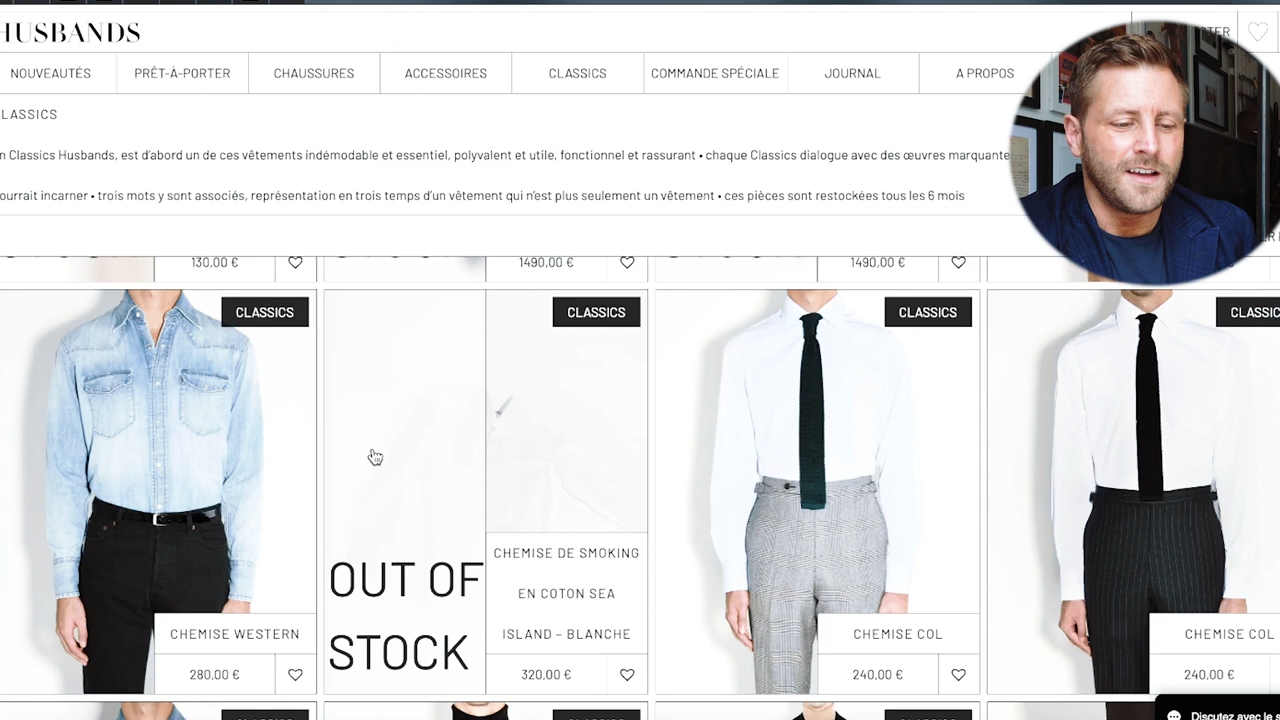 HUSBANDS
NOUVEAUTÉS
PRÊT-À-PORTER
CHAUSSURES
ACCESSOIRES
CLASSICS
COMMANDE SPÉCIALE
JOURNAL
A PROPOS
LASSICS
n Classics Husbands, est d'abord un de ces vêtements indémodable et essentiel, polyvalent et utile, fonctionnel et rassurant • chaque Classics dialogue avec des œuvres marquante
ourrait incarner • trois mots y sont associés, représentation en trois temps d'un vêtement qui n'est plus seulement un vêtement • ces pièces sont restockées tous les 6 mois
130,00 €
1490,00 €
1490,00 €
CLASSICS
CLASSICS
CLASSICS
CLASSIC
OUT OF
STOCK
CHEMISE DE SMOKING
EN COTON SEA
ISLAND – BLANCHE
CHEMISE WESTERN
CHEMISE COL
CHEMISE COL
280,00 €
320,00 €
240,00 €
240,00 €
Discutez avec le s